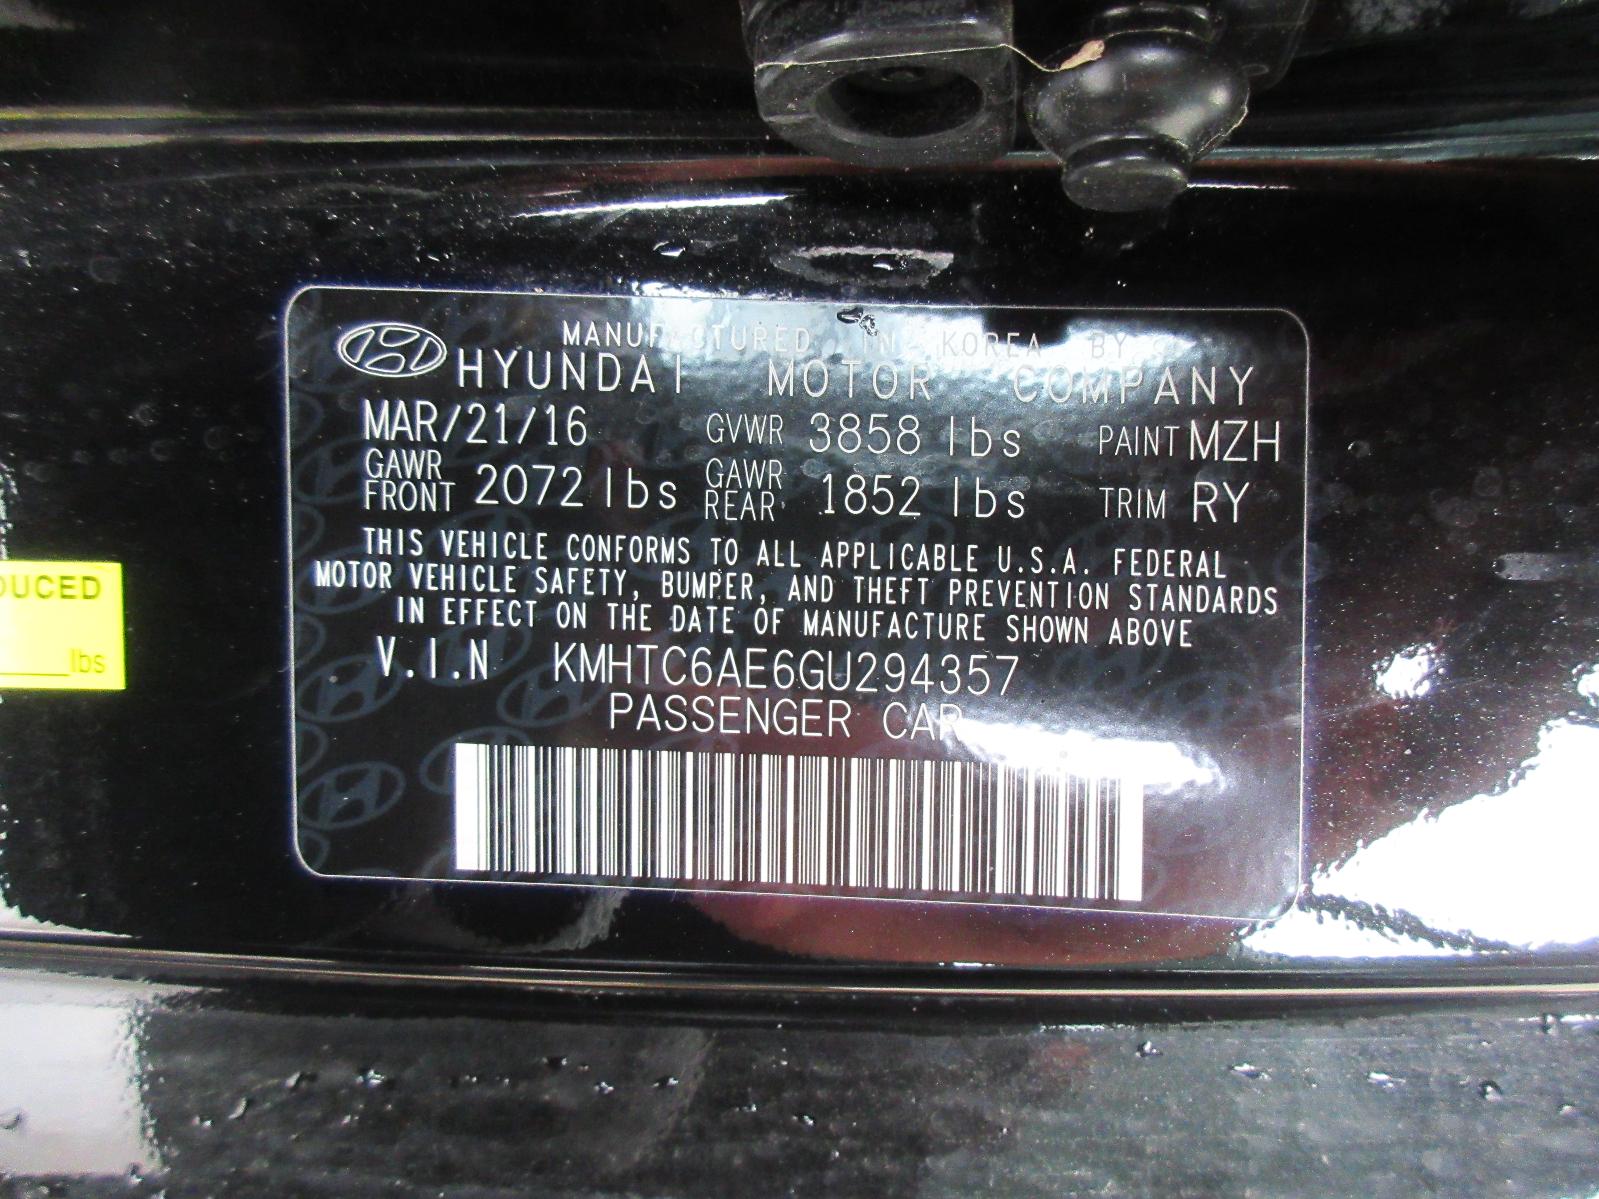 MANUFACTURED IN KOREA BY
HYUNDAI MOTOR COMPANY
MAR/21/16 GVWR 3858 lbs PAINT MZH
GAWR FRONT 2072 lbs GAWR REAR 1852 lbs TRIM RY
THIS VEHICLE CONFORMS TO ALL APPLICABLE U.S.A. FEDERAL
MOTOR VEHICLE SAFETY, BUMPER, AND THEFT PREVENTION STANDARDS
IN EFFECT ON THE DATE OF MANUFACTURE SHOWN ABOVE
V.I.N KMHTC6AE6GU294357
PASSENGER CAR
DUCED
lbs